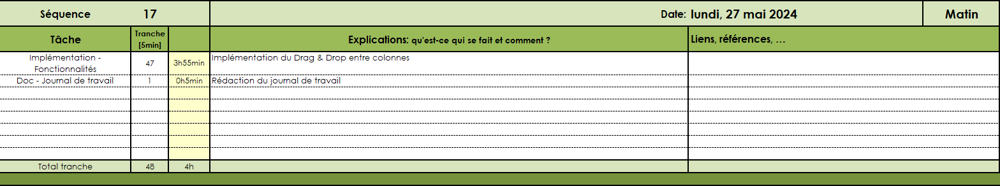 Séquence 17 Date: lundi, 27 mai 2024 Matin
Tâche Tranche [5min] Explications: qu'est-ce qui se fait et comment ? Liens, références, ...
Implémentation - Fonctionnalités 47 3h55min Implémentation du Drag & Drop entre colonnes
Doc - Journal de travail 1 0h5min Rédaction du journal de travail
Total tranche 48 4h